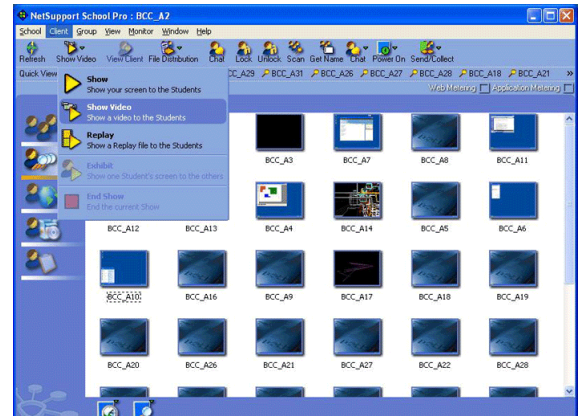 NetSupport School Pro : BCC_A2
School Client Group View Monitor Window Help
Refresh Show Video View Client File Distribution Chat Lock Unlock Scan Get Name Chat Power On Send/Collect
Quick View CC_A29 BCC_A31 BCC_A26 BCC_A27 BCC_A28 BCC_A18 BCC_A21 »
Web Metering Application Metering
Show
Show your screen to the Students
Show Video
Show a video to the Students
Replay
Show a Replay file to the Students
Exhibit
Show one Student's screen to the others
End Show
End the current Show
BCC_A3 BCC_A7 BCC_A8 BCC_A11
BCC_A12 BCC_A13 BCC_A4 BCC_A14 BCC_A5 BCC_A6
BCC_A10 BCC_A16 BCC_A9 BCC_A17 BCC_A18 BCC_A19
BCC_A20 BCC_A26 BCC_A21 BCC_A27 BCC_A22 BCC_A28